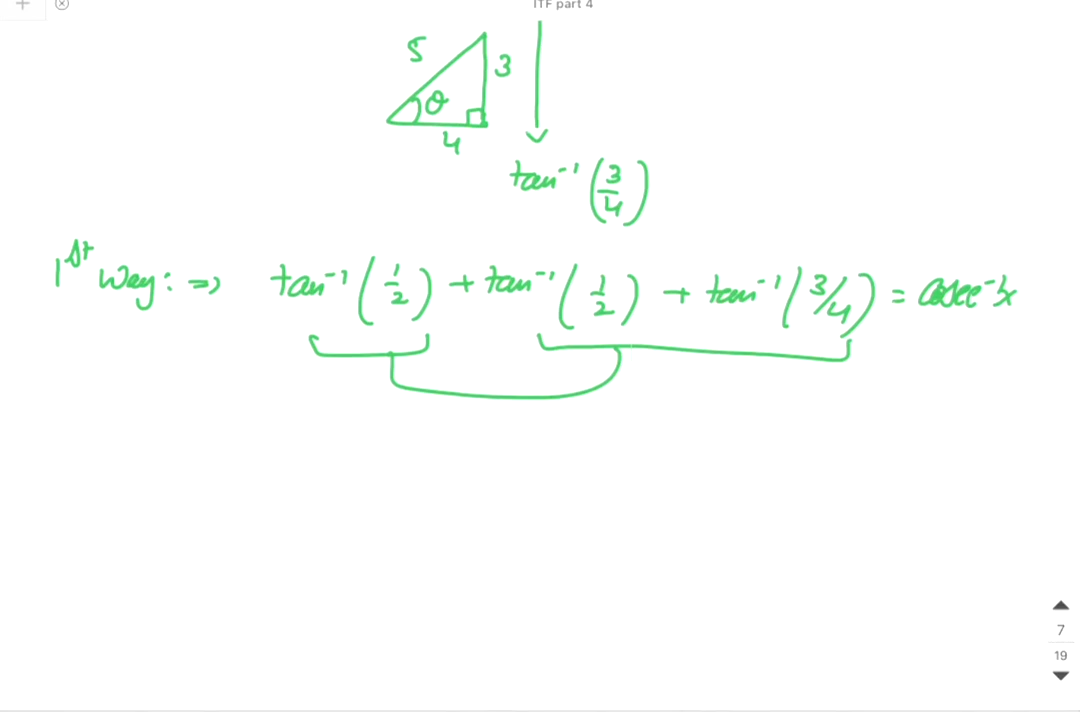 ITF part 4
5
3
θ
4
tan⁻¹ (3/4)
1st way: ⇒ tan⁻¹ (1/2) + tan⁻¹ (1/2) + tan⁻¹ (3/4) = cosec⁻¹x
7
19